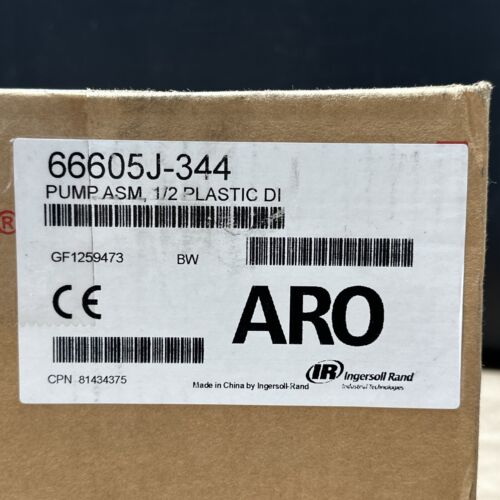 66605J-344
PUMP ASM, 1/2 PLASTIC DI
GF1259473 BW
CE
ARO
CPN 81434375
Made in China by Ingersoll-Rand
IR Ingersoll Rand
Industrial Technologies
®